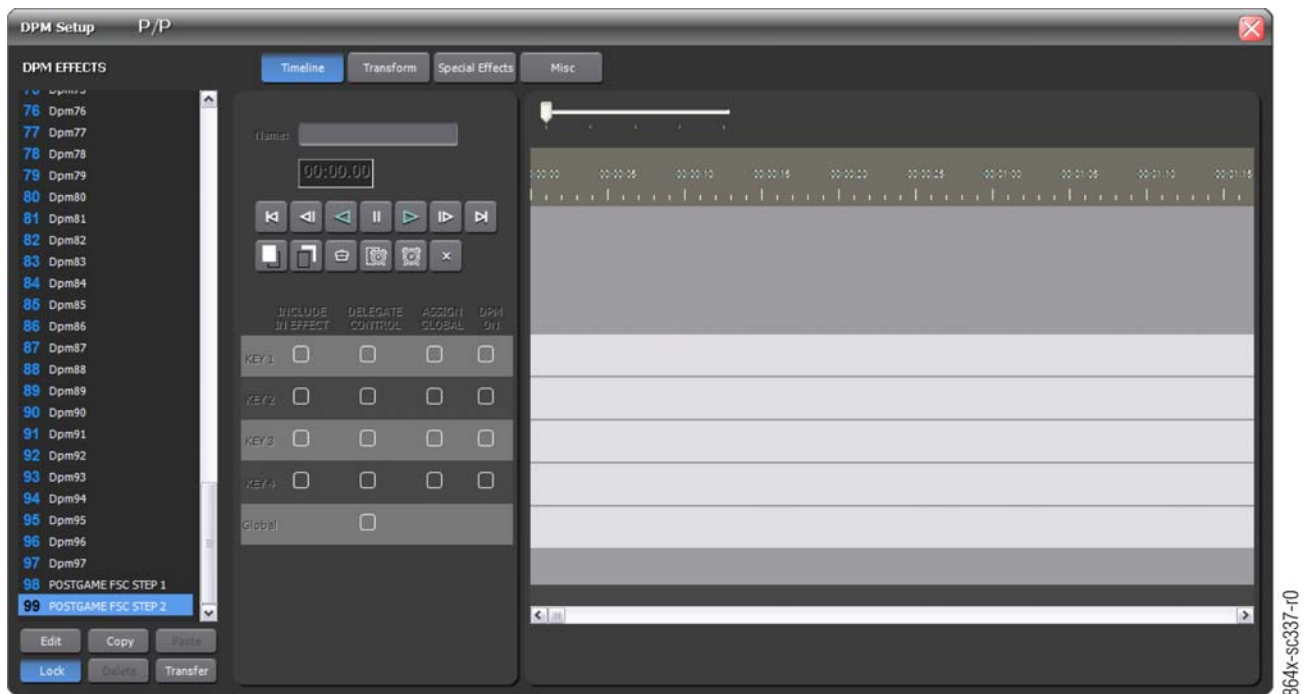 DPM Setup P/P
DPM EFFECTS
Timeline Transform Special Effects Misc
76 Dpm76
77 Dpm77
78 Dpm78
79 Dpm79
80 Dpm80
81 Dpm81
82 Dpm82
83 Dpm83
84 Dpm84
85 Dpm85
86 Dpm86
87 Dpm87
88 Dpm88
89 Dpm89
90 Dpm90
91 Dpm91
92 Dpm92
93 Dpm93
94 Dpm94
95 Dpm95
96 Dpm96
97 Dpm97
98 POSTGAME FSC STEP 1
99 POSTGAME FSC STEP 2
Edit Copy Paste
Lock Delete Transfer
Name:
00:00.00
INCLUDE IN EFFECT
DELEGATE CONTROL
ASSIGN GLOBAL
DPM ON
KEY 1
KEY 2
KEY 3
KEY 4
Global
864x-sc337-r0